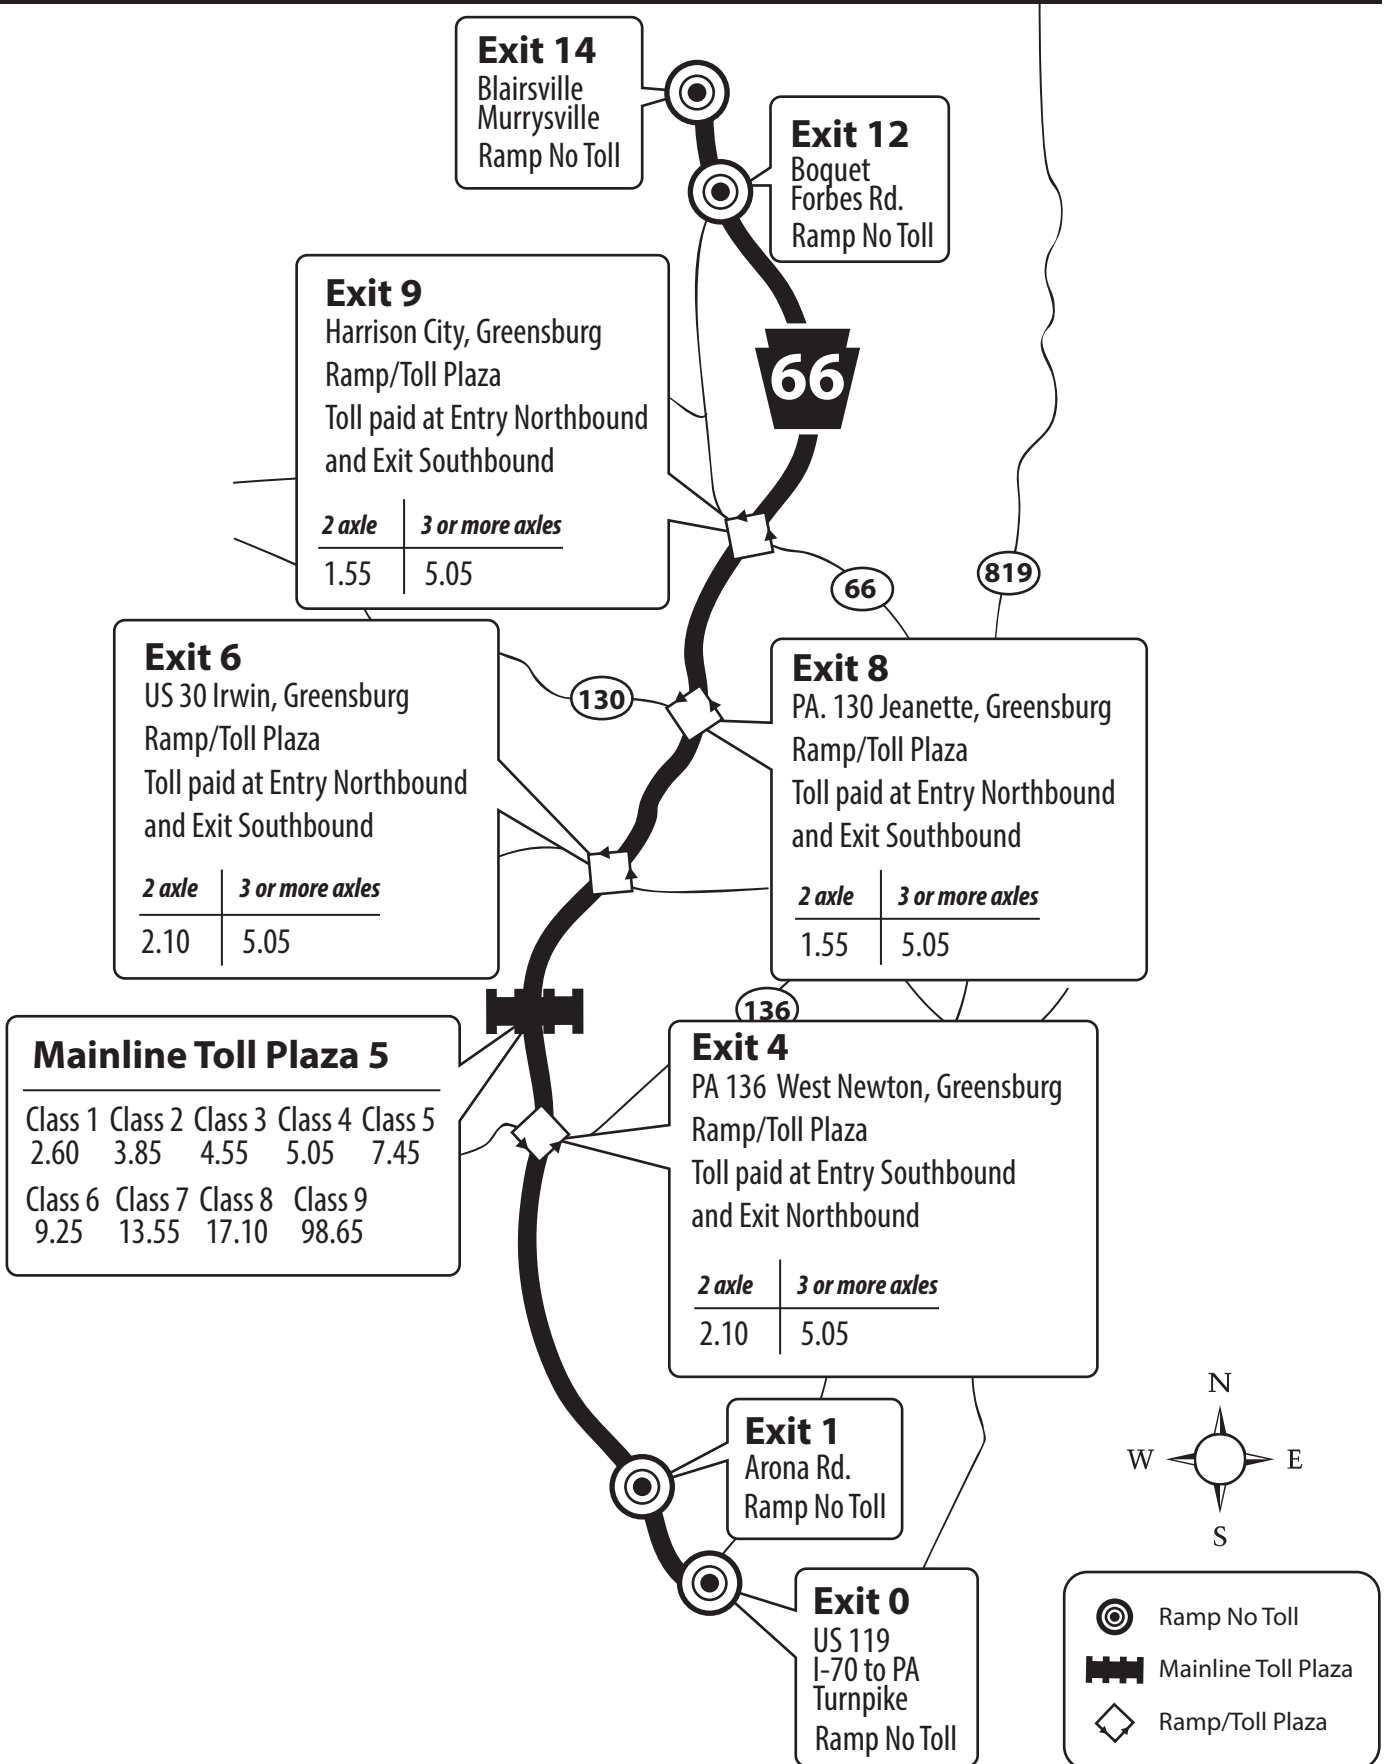 Exit 14
Blairsville
Murrysville
Ramp No Toll
Exit 12
Boquet
Forbes Rd.
Ramp No Toll
Exit 9
Harrison City, Greensburg
Ramp/Toll Plaza
Toll paid at Entry Northbound
and Exit Southbound
2 axle 3 or more axles
1.55 5.05
66
66
819
Exit 6
US 30 Irwin, Greensburg
Ramp/Toll Plaza
Toll paid at Entry Northbound
and Exit Southbound
2 axle 3 or more axles
2.10 5.05
130
Exit 8
PA. 130 Jeanette, Greensburg
Ramp/Toll Plaza
Toll paid at Entry Northbound
and Exit Southbound
2 axle 3 or more axles
1.55 5.05
136
Mainline Toll Plaza 5
Class 1 Class 2 Class 3 Class 4 Class 5
2.60 3.85 4.55 5.05 7.45
Class 6 Class 7 Class 8 Class 9
9.25 13.55 17.10 98.65
Exit 4
PA 136 West Newton, Greensburg
Ramp/Toll Plaza
Toll paid at Entry Southbound
and Exit Northbound
2 axle 3 or more axles
2.10 5.05
Exit 1
Arona Rd.
Ramp No Toll
Exit 0
US 119
I-70 to PA
Turnpike
Ramp No Toll
N
W E
S
Ramp No Toll
Mainline Toll Plaza
Ramp/Toll Plaza